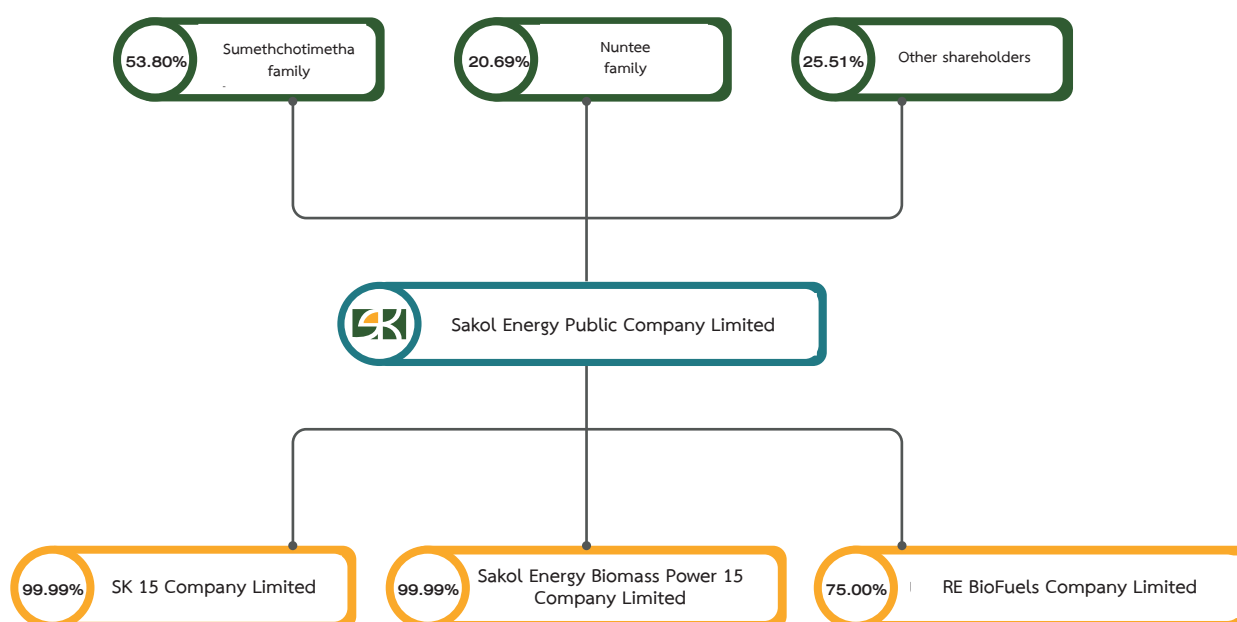 53.80%
Sumethchotimetha
family
20.69%
Nuntee
family
25.51%
Other shareholders
SK
Sakol Energy Public Company Limited
99.99%
SK 15 Company Limited
99.99%
Sakol Energy Biomass Power 15
Company Limited
75.00%
RE BioFuels Company Limited